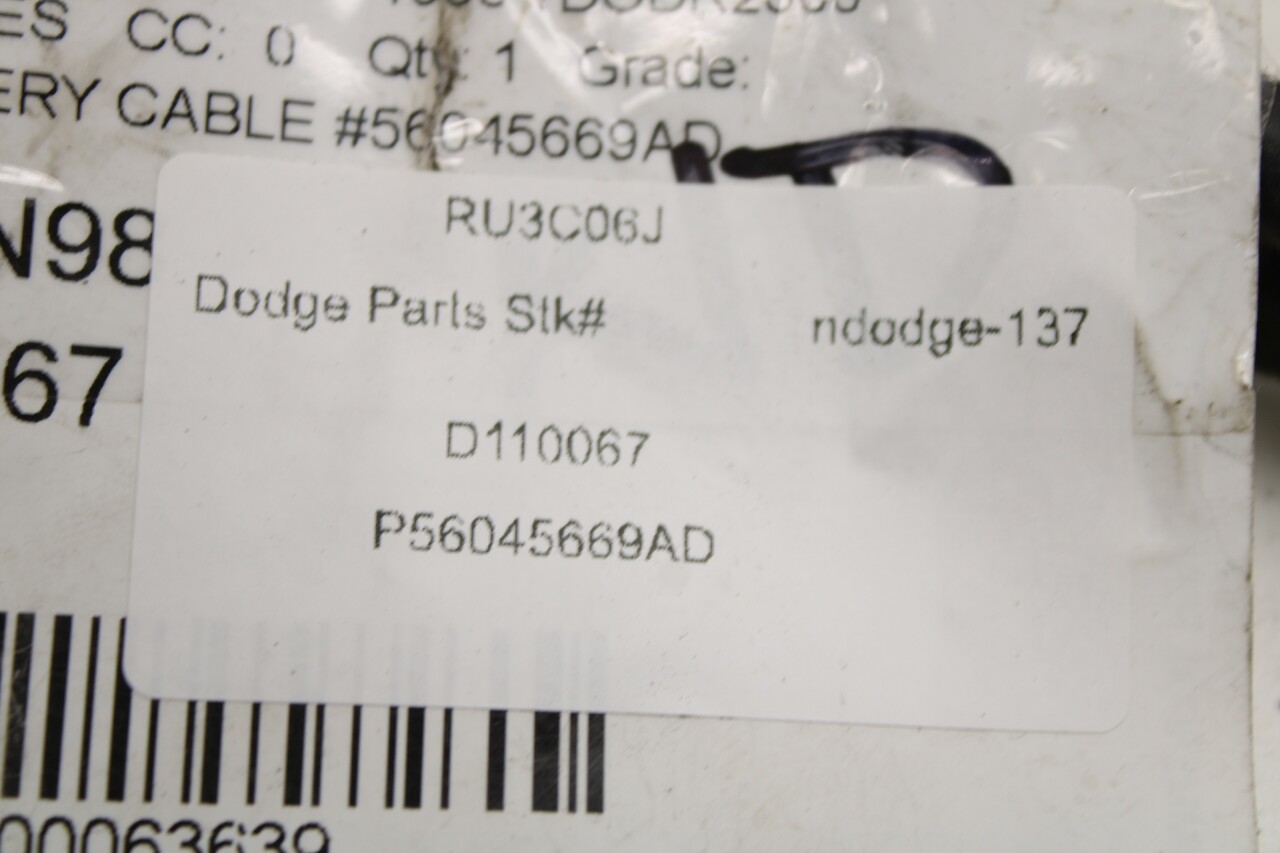 ES CC: 0 Qty: 1 Grade:
ERY CABLE #56045669AD
N98
67
RU3C06J
Dodge Parts Stk# ndodge-137
D110067
P56045669AD
00063639